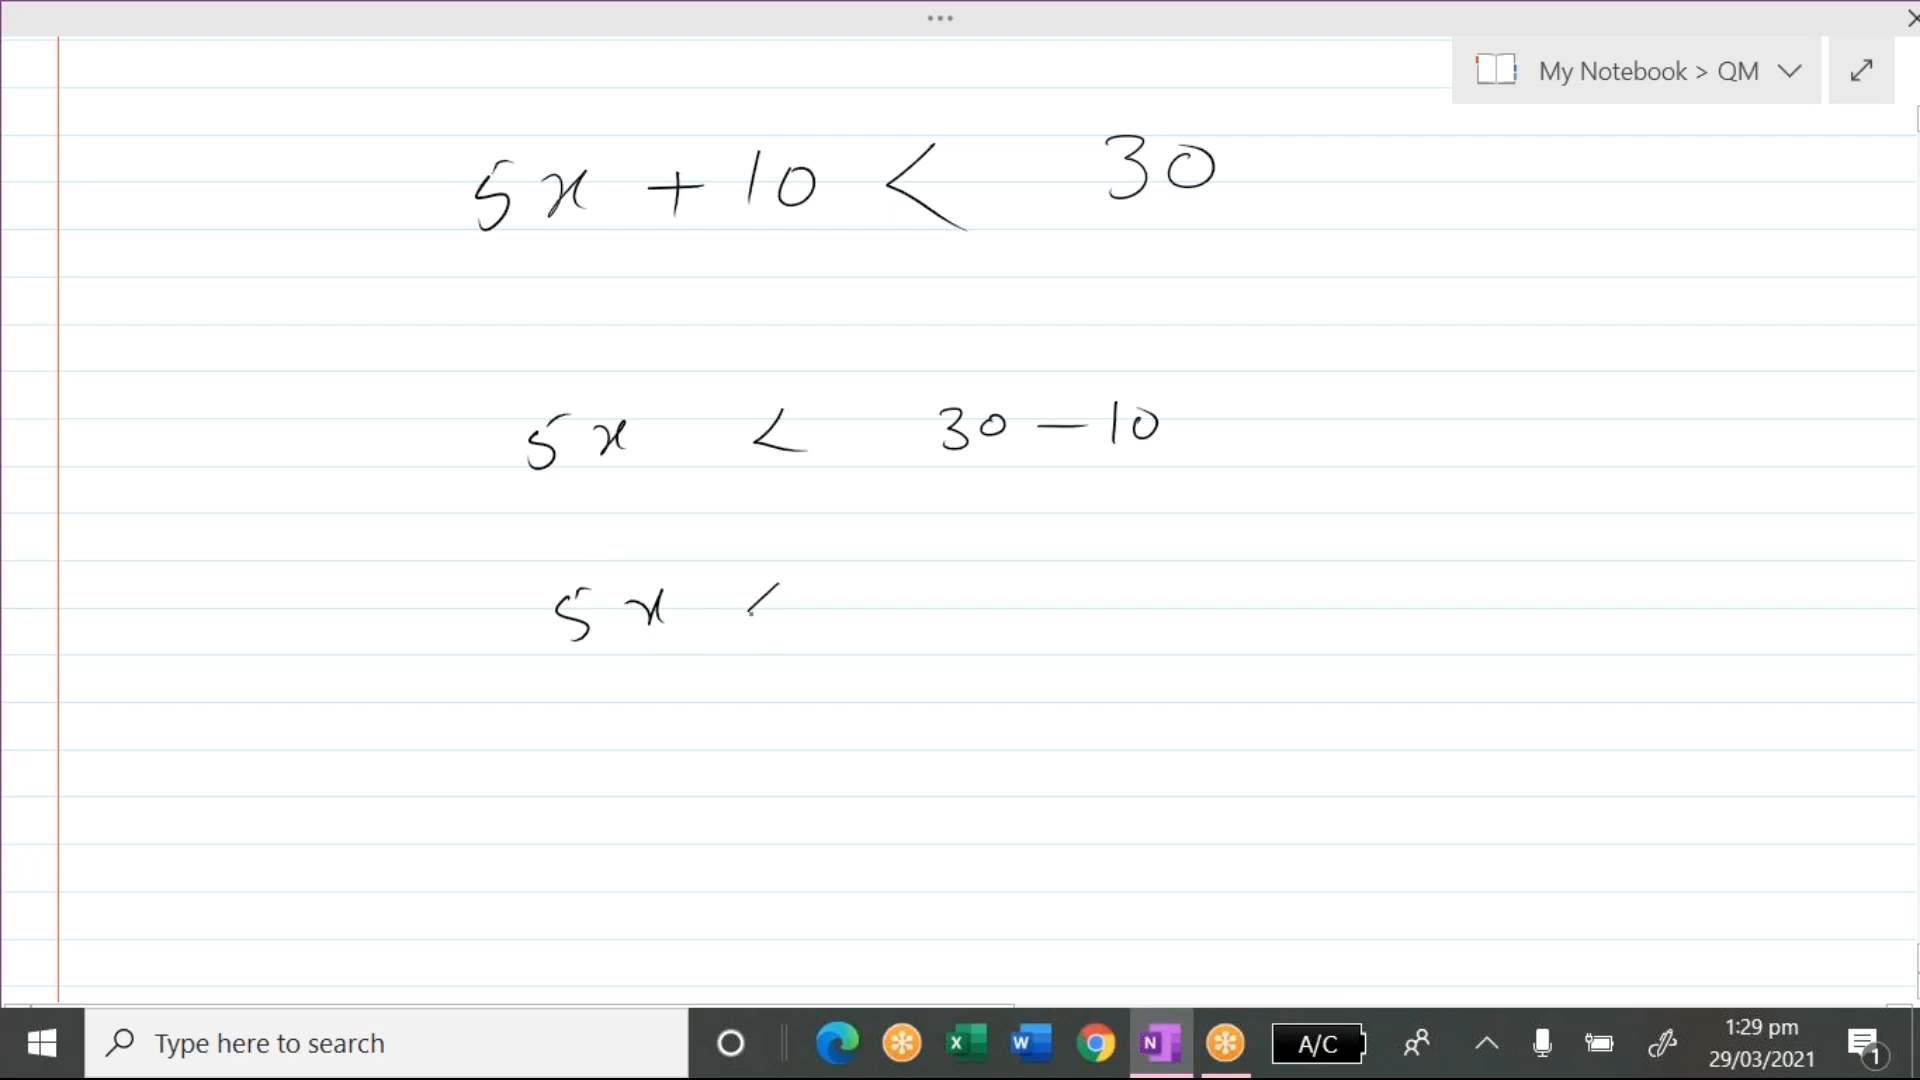 My Notebook > QM
5x + 10 < 30
5x < 30 - 10
5x <
Type here to search
A/C
1:29 pm
29/03/2021
1